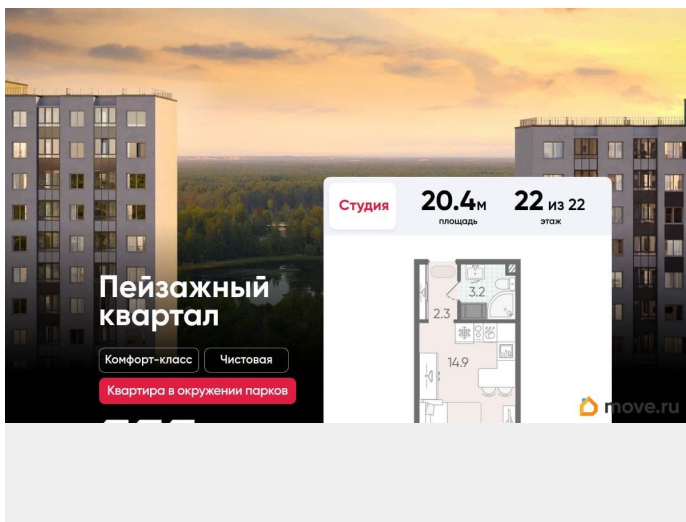 Студия
20.4м
площадь
22 из 22
этаж
Пейзажный
квартал
Комфорт-класс
Чистовая
Квартира в окружении парков
3.2
2.3
14.9
move.ru